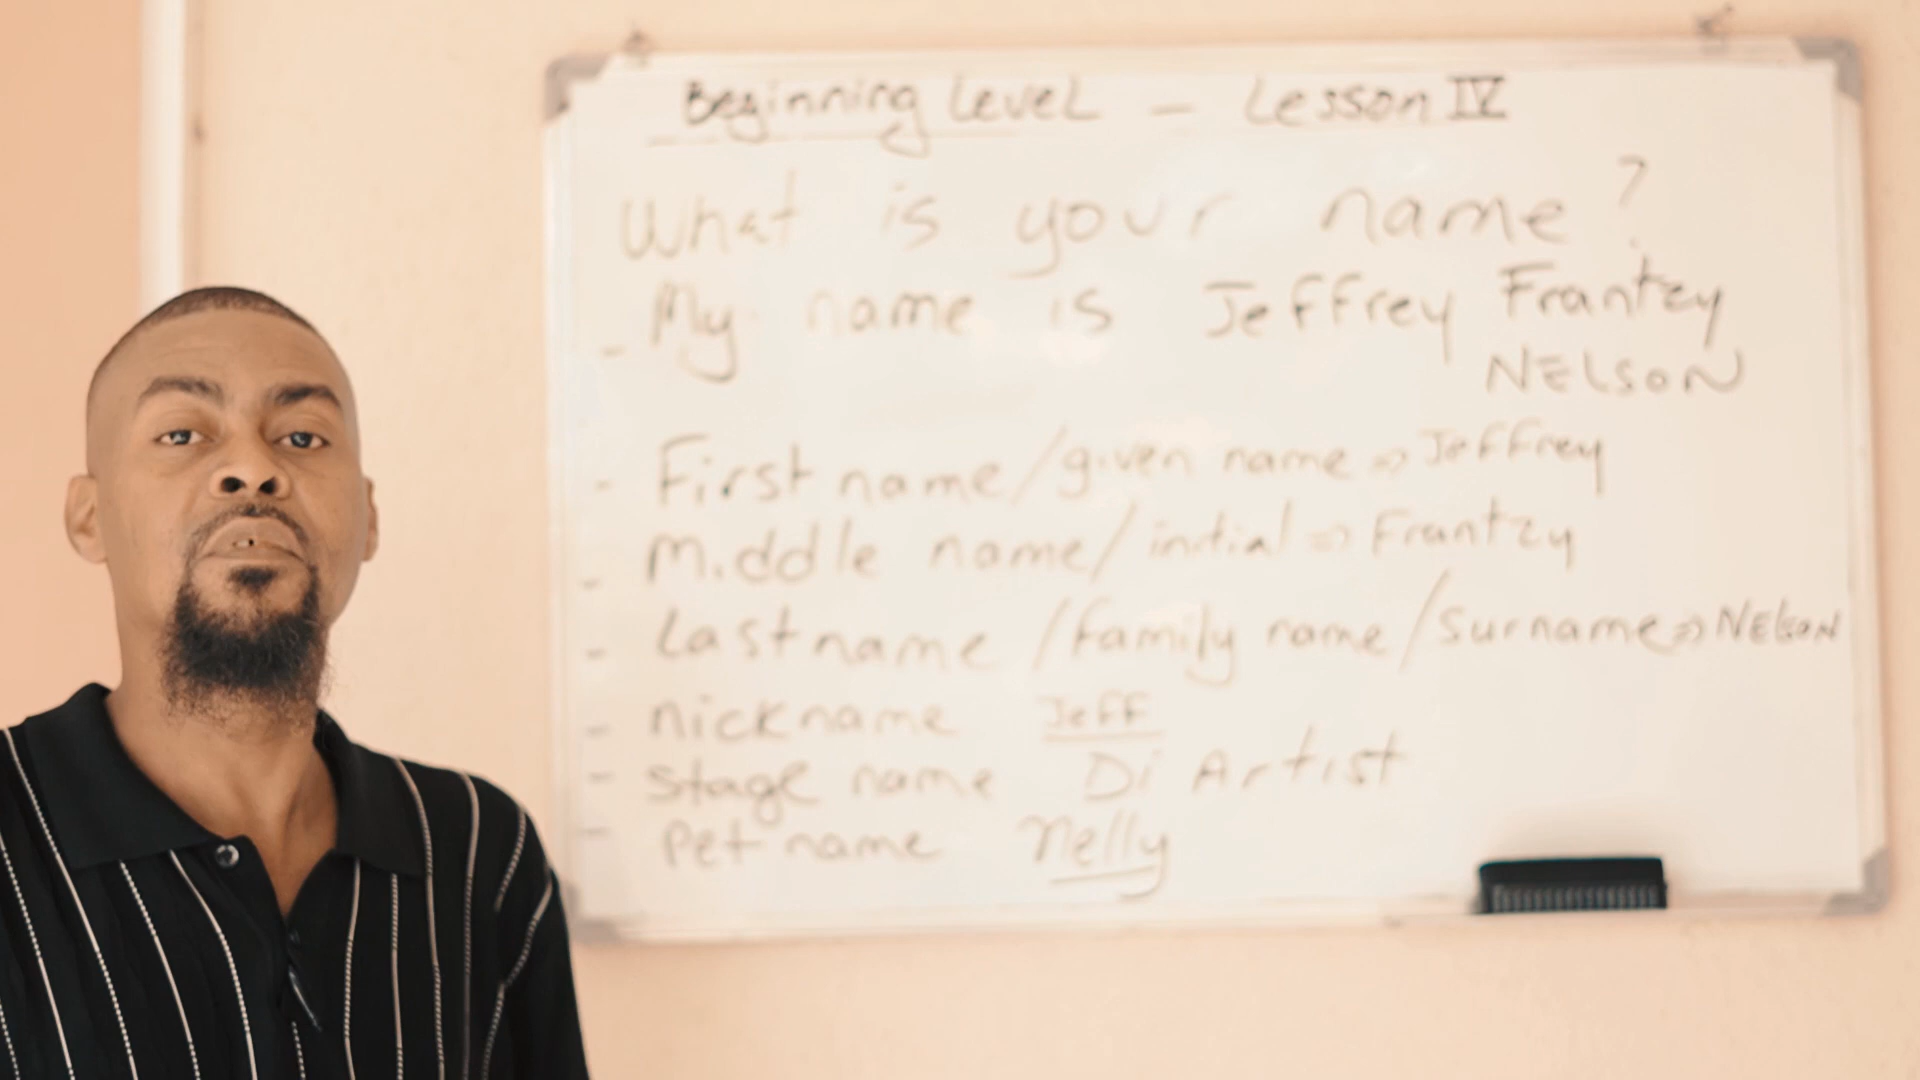 Beginning Level - Lesson IV
What is your name?
- My name is Jeffrey Frantzy
NELSON
- First name/given name => Jeffrey
- Middle name/initial => Frantzy
- Last name/family name/Surname => NELSON
- nickname Jeff
- stage name Di Artist
- Pet name Nelly